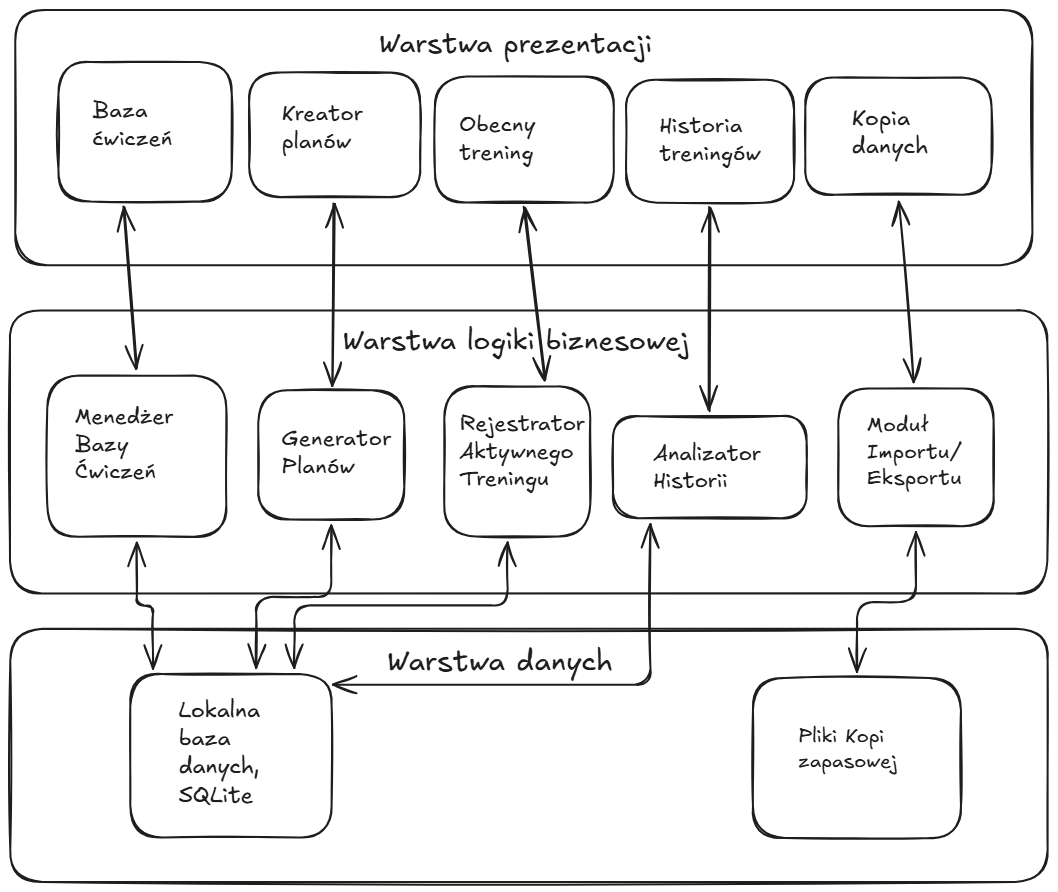 Warstwa prezentacji
Baza
ćwiczeń
Kreator
planów
Obecny
trening
Historia
treningów
Kopia
danych
Warstwa logiki biznesowej
Menedżer
Bazy
Ćwiczeń
Generator
Planów
Rejestrator
Aktywnego
Treningu
Analizator
Historii
Moduł
Importu/
Eksportu
Warstwa danych
Lokalna
baza
danych,
SQLite
Pliki Kopi
zapasowej